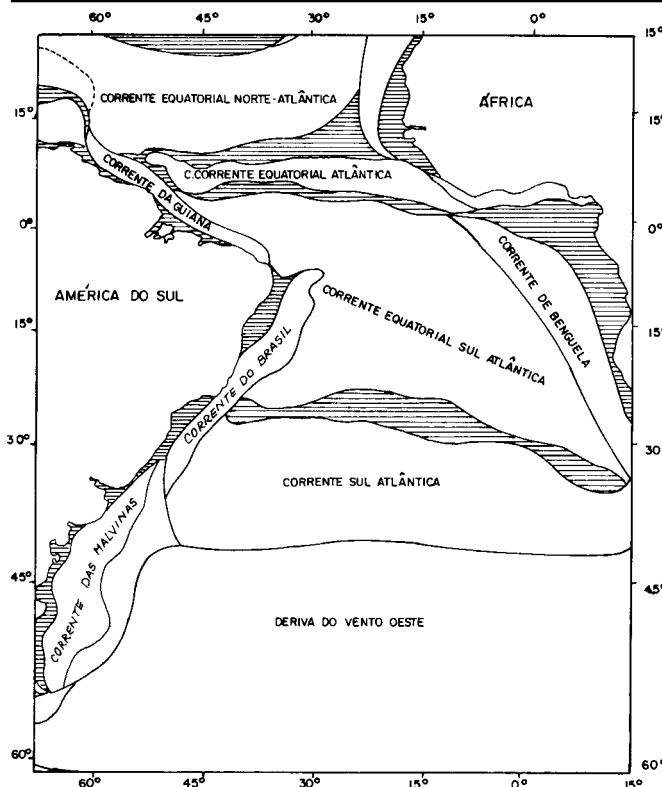 60° 45° 30° 15° 0°
15°
CORRENTE EQUATORIAL NORTE-ATLÂNTICA
ÁFRICA
15° 15°
C.CORRENTE EQUATORIAL ATLÂNTICA
CORRENTE DA GUIANA
0° 0°
CORRENTE DE BENGUELA
AMÉRICA DO SUL
CORRENTE EQUATORIAL SUL ATLÂNTICA
15° 15°
CORRENTE DO BRASIL
30° 30°
CORRENTE SUL ATLÂNTICA
CORRENTE DAS MALVINAS
45° 45°
DERIVA DO VENTO OESTE
60° 60°
60° 45° 30° 15° 0° 15°